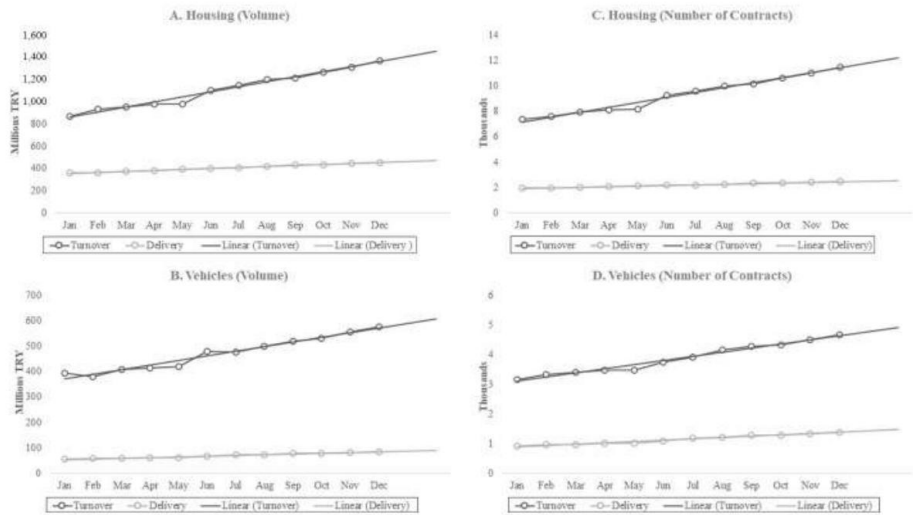 A. Housing (Volume)
Millions TRY
1,600
1,400
1,200
1,000
800
600
400
200
0
Jan Feb Mar Apr May Jun Jul Aug Sep Oct Nov Dec
Turnover Delivery Linear (Turnover) Linear (Delivery )
C. Housing (Number of Contracts)
Thousands
14
12
10
8
6
4
2
0
Jan Feb Mar Apr May Jun Jul Aug Sep Oct Nov Dec
Turnover Delivery Linear (Turnover) Linear (Delivery)
B. Vehicles (Volume)
Millions TRY
700
600
500
400
300
200
100
0
Jan Feb Mar Apr May Jun Jul Aug Sep Oct Nov Dec
Turnover Delivery Linear (Turnover) Linear (Delivery)
D. Vehicles (Number of Contracts)
Thousands
6
5
4
3
2
1
0
Jan Feb Mar Apr May Jun Jul Aug Sep Oct Nov Dec
Turnover Delivery Linear (Turnover) Linear (Delivery)